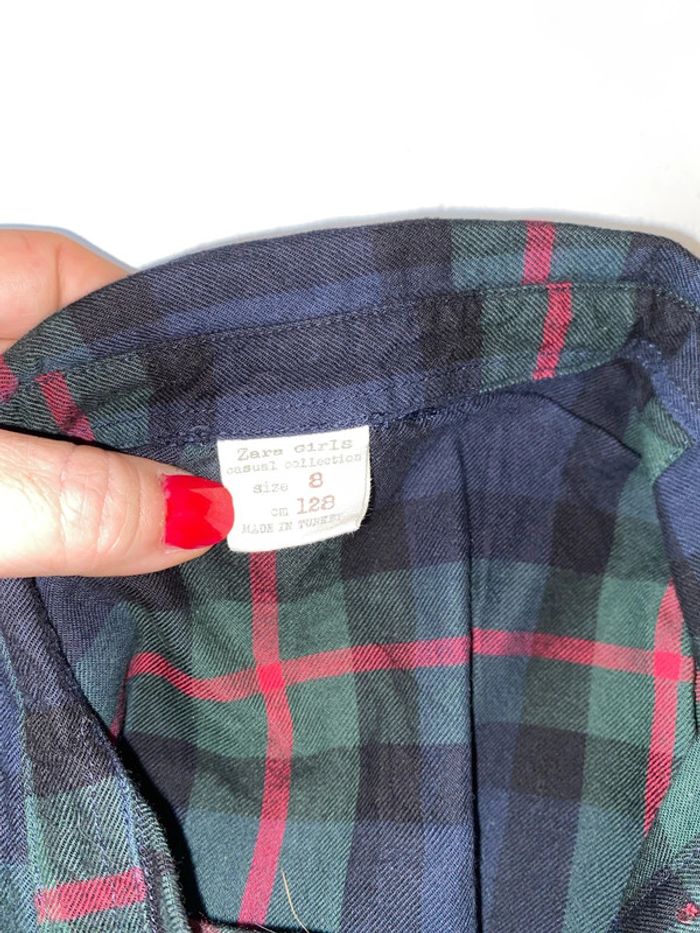 Zara Girls
casual collection
size 8
cm 128
MADE IN TURKEY